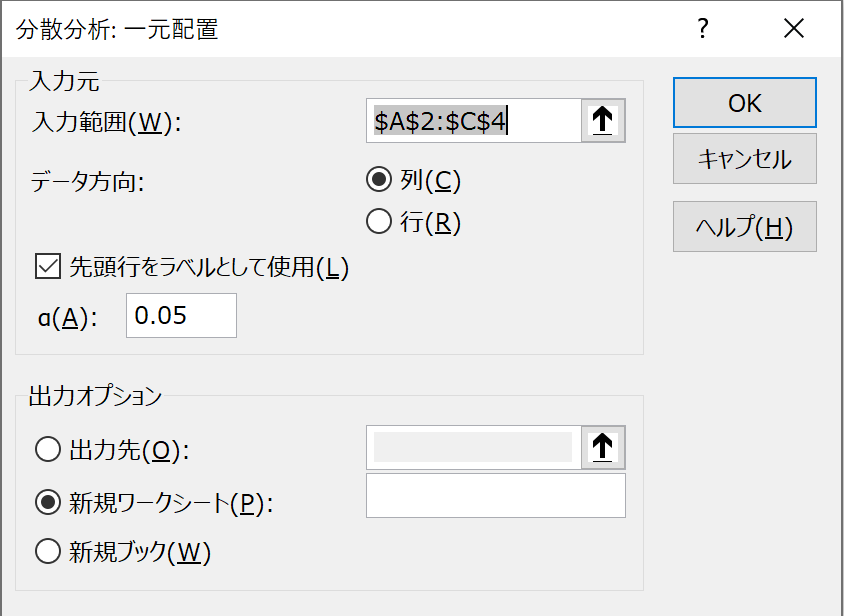 分散分析: 一元配置
?
入力元
入力範囲(W):
$A$2:$C$4
OK
キャンセル
データ方向:
列(C)
行(R)
ヘルプ(H)
先頭行をラベルとして使用(L)
α(A):
0.05
出力オプション
出力先(O):
新規ワークシート(P):
新規ブック(W)